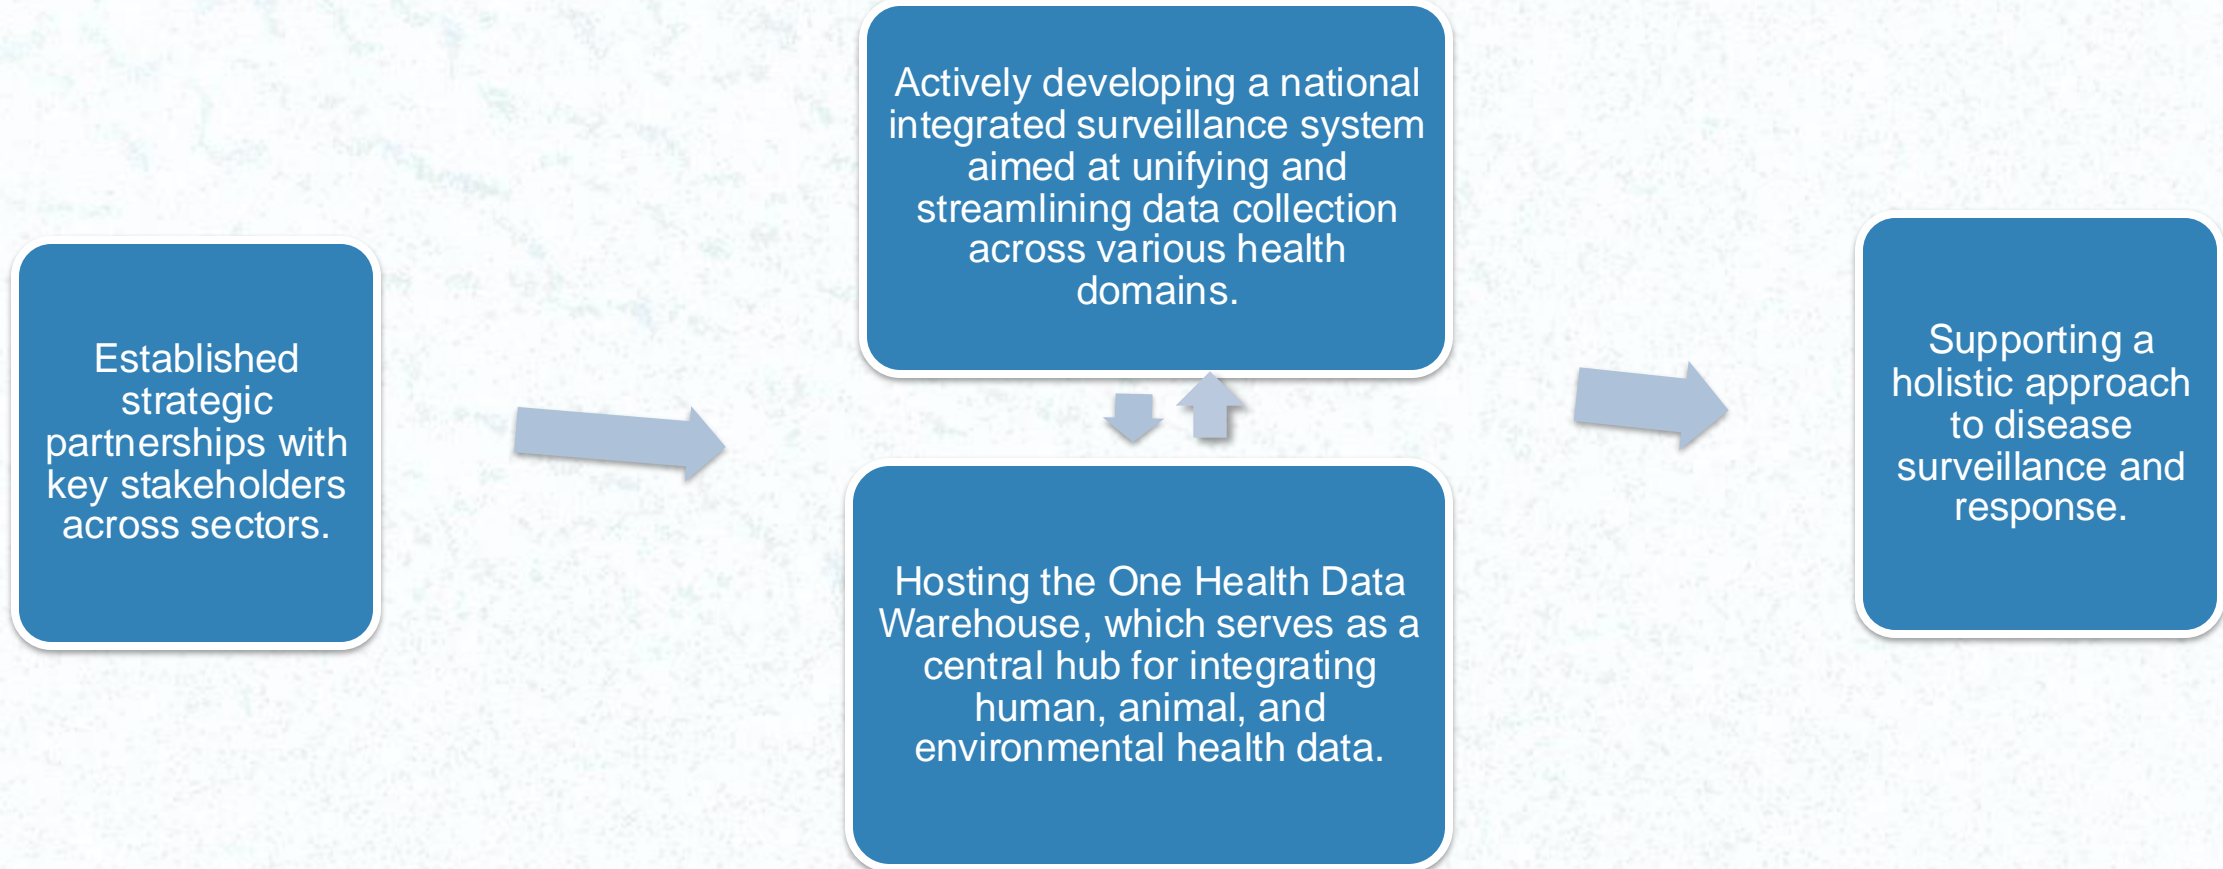 Established
strategic
partnerships with
key stakeholders
across sectors.
Actively developing a national
integrated surveillance system
aimed at unifying and
streamlining data collection
across various health
domains.
Hosting the One Health Data
Warehouse, which serves as a
central hub for integrating
human, animal, and
environmental health data.
Supporting a
holistic approach
to disease
surveillance and
response.